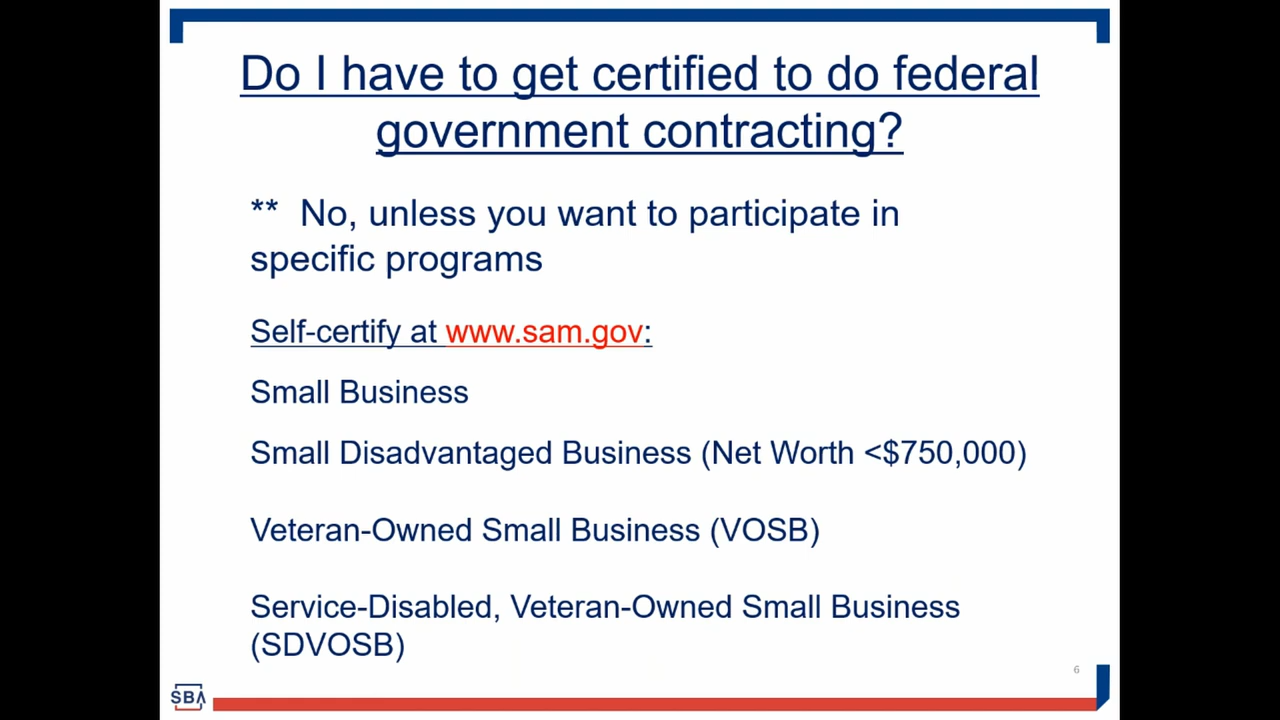 Do I have to get certified to do federal
government contracting?
** No, unless you want to participate in
specific programs
Self-certify at www.sam.gov:
Small Business
Small Disadvantaged Business (Net Worth <$750,000)
Veteran-Owned Small Business (VOSB)
Service-Disabled, Veteran-Owned Small Business
(SDVOSB)
6
SBA